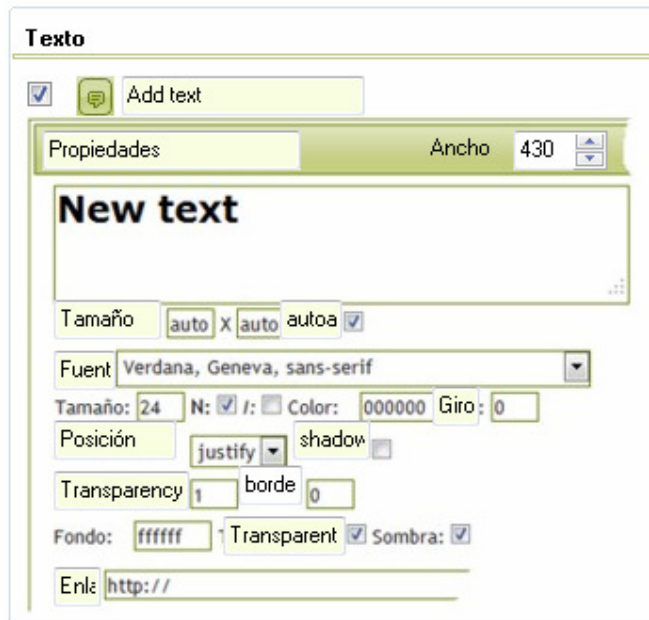 Texto
Add text
Propiedades Ancho 430
New text
Tamaño auto X auto autoa
Fuent Verdana, Geneva, sans-serif
Tamaño: 24 N: I: Color: 000000 Giro: 0
Posición justify shadow
Transparency 1 borde 0
Fondo: ffffff Transparent Sombra:
Enla http://